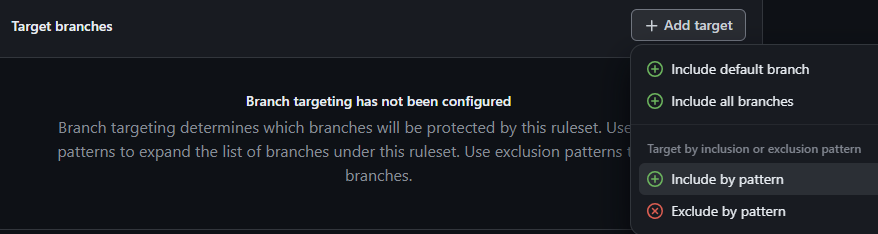 Target branches
Add target
Include default branch
Include all branches
Branch targeting has not been configured
Branch targeting determines which branches will be protected by this ruleset. Use
patterns to expand the list of branches under this ruleset. Use exclusion patterns
branches.
Target by inclusion or exclusion pattern
Include by pattern
Exclude by pattern